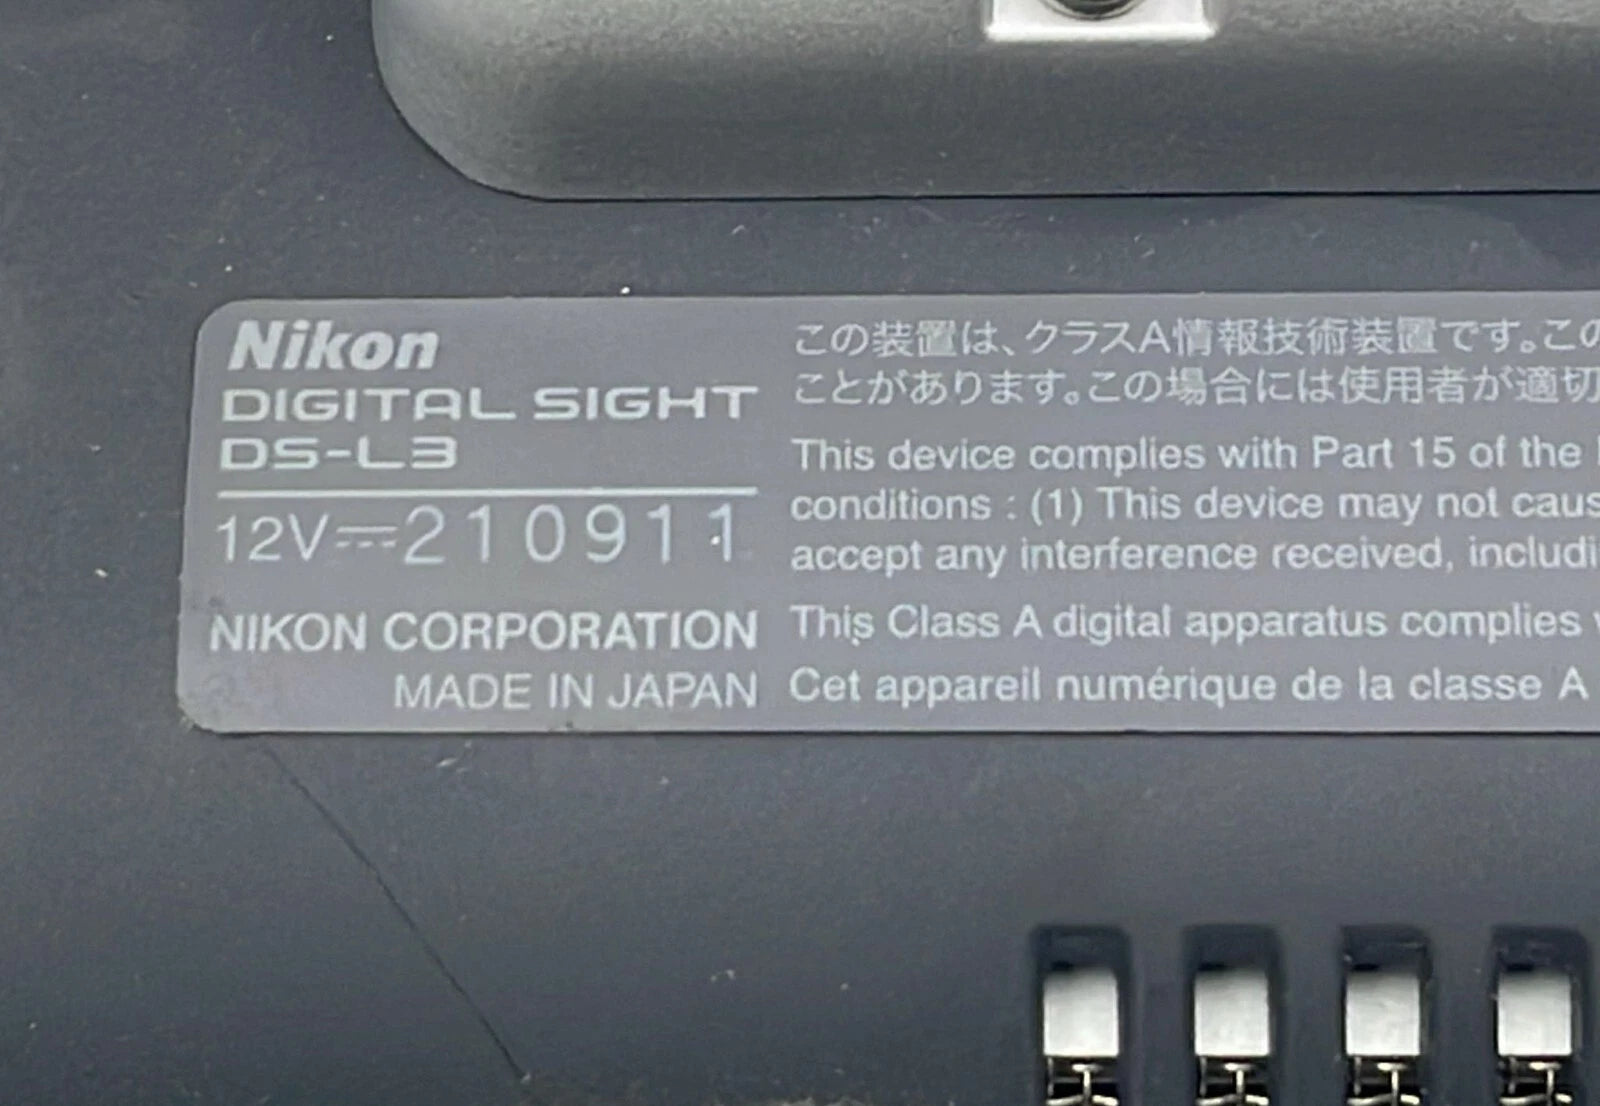 Nikon
DIGITAL SIGHT
DS-L3
12V⎓210911
NIKON CORPORATION
MADE IN JAPAN
この装置は、クラスA情報技術装置です。この
ことがあります。この場合には使用者が適切
This device complies with Part 15 of the
conditions : (1) This device may not
accept any interference received,
This Class A digital apparatus complies
Cet appareil numérique de la classe A